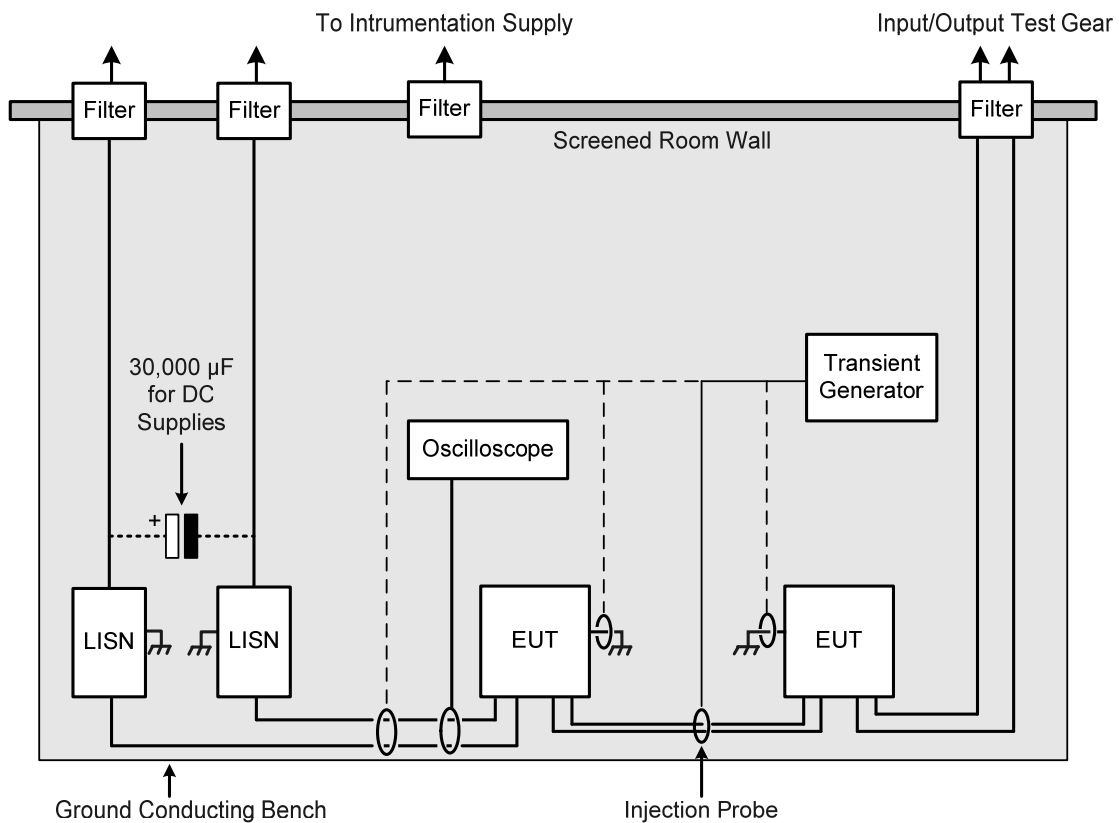 To Intrumentation Supply
Input/Output Test Gear
Filter
Filter
Filter
Filter
Screened Room Wall
30,000 µF
for DC
Supplies
+
Transient
Generator
Oscilloscope
LISN
LISN
EUT
EUT
Ground Conducting Bench
Injection Probe